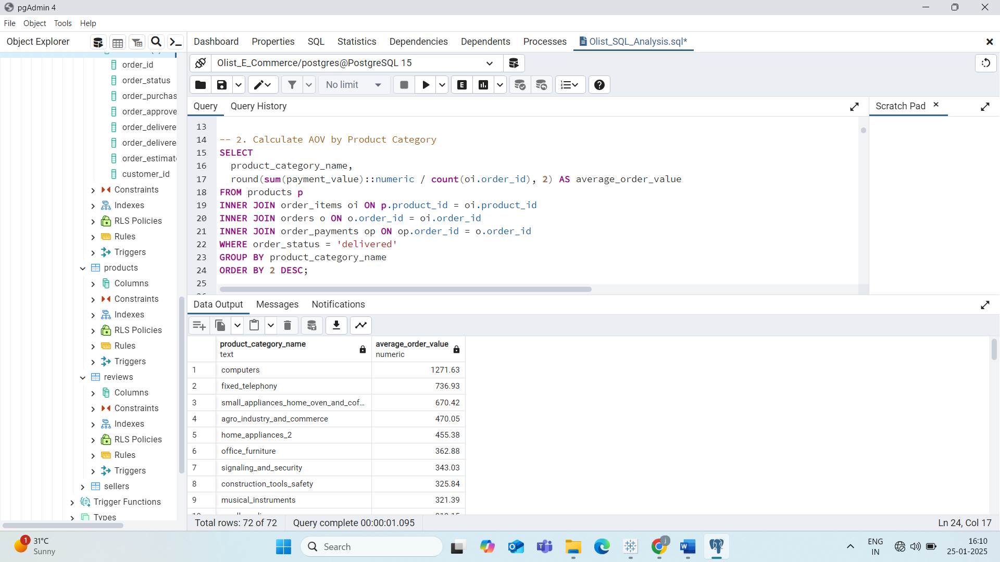 pgAdmin 4
File Object Tools Help
Object Explorer
Dashboard Properties SQL Statistics Dependencies Dependents Processes Olist_SQL_Analysis.sql*
Olist_E_Commerce/postgres@PostgreSQL 15
No limit
E
Query Query History
Scratch Pad
order_id
order_status
order_purchas
order_approve
order_delivere
order_delivere
order_estimat
customer_id
Constraints
Indexes
RLS Policies
Rules
Triggers
products
Columns
Constraints
Indexes
RLS Policies
Rules
Triggers
reviews
Columns
Constraints
Indexes
RLS Policies
Rules
Triggers
sellers
Trigger Functions
Types
13
14 -- 2. Calculate AOV by Product Category
15 SELECT
16 product_category_name,
17 round(sum(payment_value)::numeric / count(oi.order_id), 2) AS average_order_value
18 FROM products p
19 INNER JOIN order_items oi ON p.product_id = oi.product_id
20 INNER JOIN orders o ON o.order_id = oi.order_id
21 INNER JOIN order_payments op ON op.order_id = o.order_id
22 WHERE order_status = 'delivered'
23 GROUP BY product_category_name
24 ORDER BY 2 DESC;
25
Data Output Messages Notifications
product_category_name average_order_value
text numeric
1 computers 1271.63
2 fixed_telephony 736.93
3 small_appliances_home_oven_and_cof... 670.42
4 agro_industry_and_commerce 470.05
5 home_appliances_2 455.38
6 office_furniture 362.88
7 signaling_and_security 343.03
8 construction_tools_safety 325.84
9 musical_instruments 321.39
Total rows: 72 of 72 Query complete 00:00:01.095 Ln 24, Col 17
1
31°C
Sunny
Search
j
ENG
IN
16:10
25-01-2025